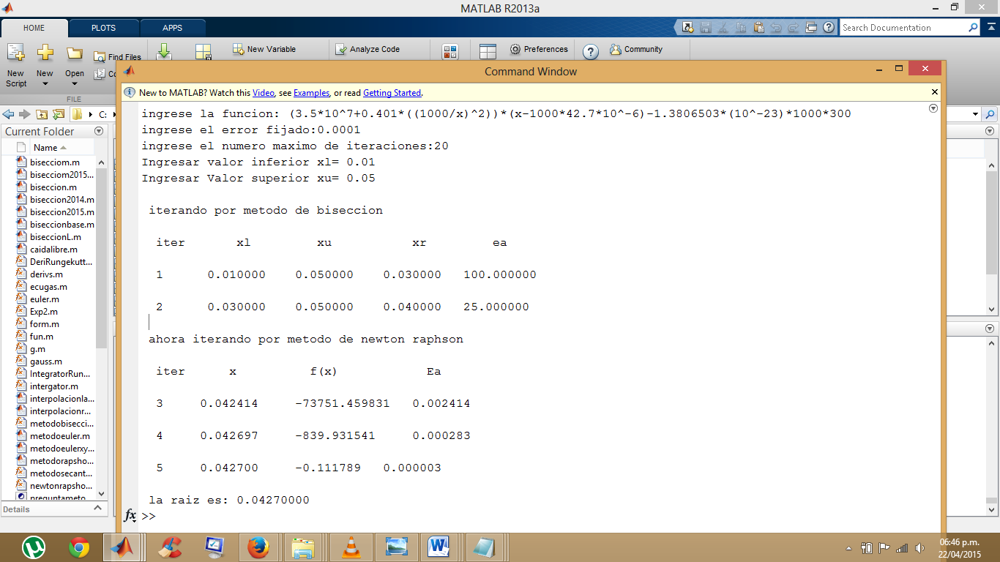 MATLAB R2013a
HOME PLOTS APPS
Search Documentation
New Script
New
Open
Find Files
New Variable
Analyze Code
Preferences
Community
FILE
Command Window
New to MATLAB? Watch this Video, see Examples, or read Getting Started.
C:
Current Folder
Name
bisecciom.m
bisecciom2015...
biseccion.m
biseccion2014.m
biseccion2015.m
biseccionbase.m
biseccionL.m
caidalibre.m
DeriRungekutt...
derivs.m
ecugas.m
euler.m
Exp2.m
form.m
fun.m
g.m
gauss.m
IntegratorRun...
intergator.m
interpolacionla...
interpolacionr...
metodobisecci...
metodoeuler.m
metodoeulerxy...
metodorapsho...
metodosecant...
newtonrapsho...
preguntameto...
Details
ingrese la funcion: (3.5*10^7+0.401*((1000/x)^2))*(x-1000*42.7*10^-6)-1.3806503*(10^-23)*1000*300
ingrese el error fijado:0.0001
ingrese el numero maximo de iteraciones:20
Ingresar valor inferior xl= 0.01
Ingresar Valor superior xu= 0.05
iterando por metodo de biseccion
iter xl xu xr ea
1 0.010000 0.050000 0.030000 100.000000
2 0.030000 0.050000 0.040000 25.000000
ahora iterando por metodo de newton raphson
iter x f(x) Ea
3 0.042414 -73751.459831 0.002414
4 0.042697 -839.931541 0.000283
5 0.042700 -0.111789 0.000003
la raiz es: 0.04270000
fx >>
06:46 p.m.
22/04/2015